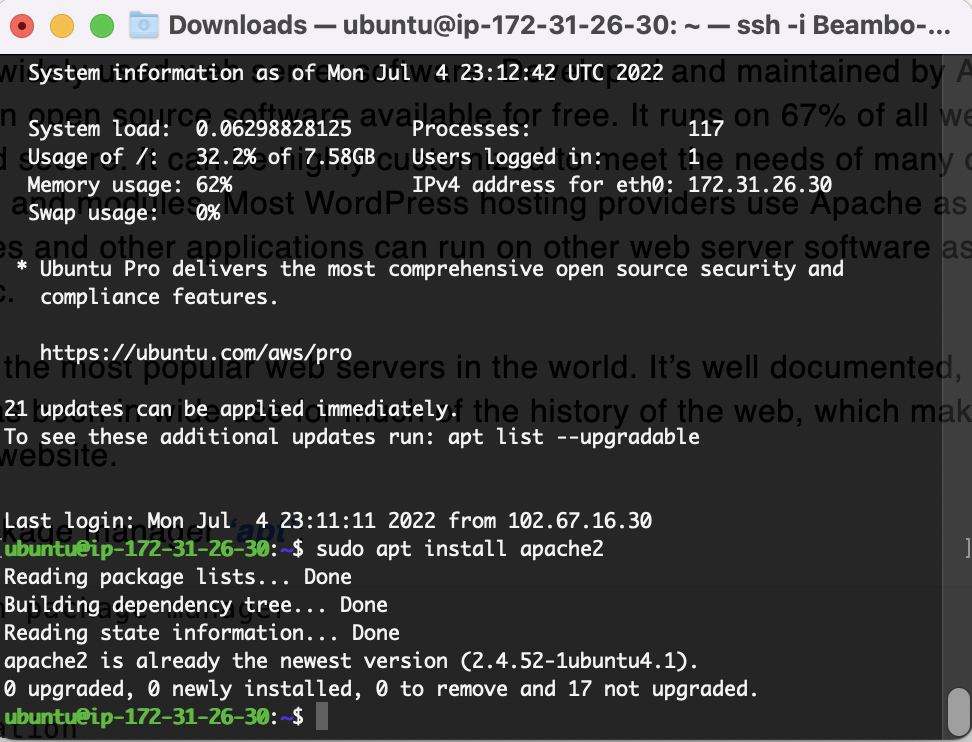 Downloads — ubuntu@ip-172-31-26-30: ~ — ssh -i Beambo-...
System information as of Mon Jul  4 23:12:42 UTC 2022
System load:  0.06298828125     Processes:             117
Usage of /:   32.2% of 7.58GB   Users logged in:       1
Memory usage: 62%               IPv4 address for eth0: 172.31.26.30
Swap usage:   0%
* Ubuntu Pro delivers the most comprehensive open source security and
compliance features.
https://ubuntu.com/aws/pro
21 updates can be applied immediately.
To see these additional updates run: apt list --upgradable
Last login: Mon Jul  4 23:11:11 2022 from 102.67.16.30
[ubuntu@ip-172-31-26-30:~$ sudo apt install apache2 ]
Reading package lists... Done
Building dependency tree... Done
Reading state information... Done
apache2 is already the newest version (2.4.52-1ubuntu4.1).
0 upgraded, 0 newly installed, 0 to remove and 17 not upgraded.
ubuntu@ip-172-31-26-30:~$